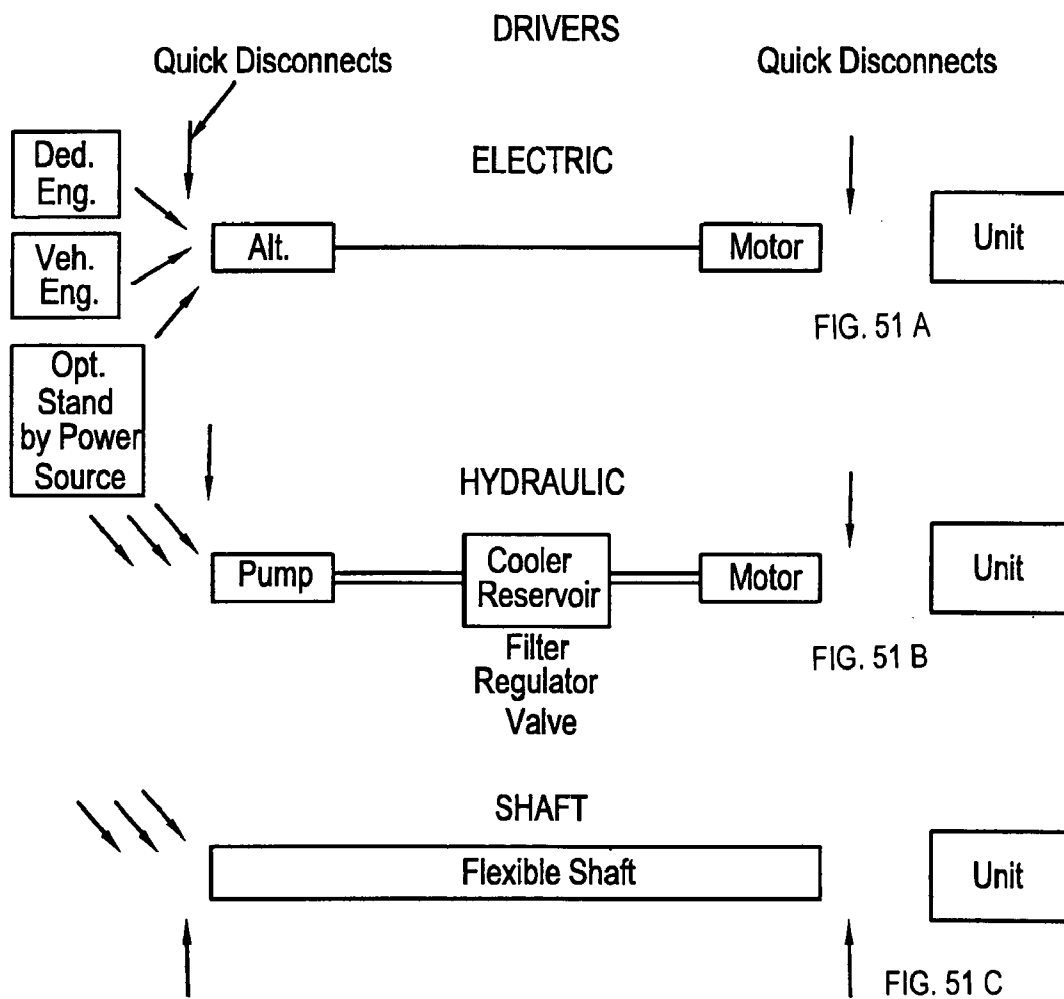 DRIVERS
Quick Disconnects
Quick Disconnects
ELECTRIC
Ded.
Eng.
Veh.
Eng.
Alt.
Motor
Unit
FIG. 51 A
Opt.
Stand
by Power
Source
HYDRAULIC
Pump
Cooler
Reservoir
Filter
Regulator
Valve
Motor
Unit
FIG. 51 B
SHAFT
Flexible Shaft
Unit
FIG. 51 C